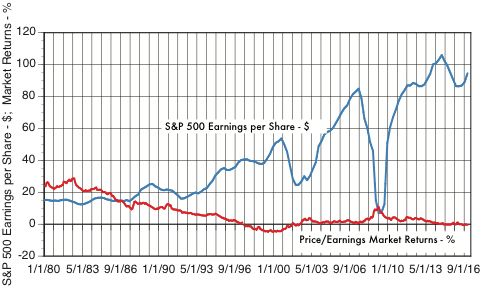 S&P 500 Earnings per Share - $; Market Returns - %
120
100
80
60
40
20
0
-20
S&P 500 Earnings per Share - $
Price/Earnings Market Returns - %
1/1/80 5/1/83 9/1/86 1/1/90 5/1/93 9/1/96 1/1/00 5/1/03 9/1/06 1/1/10 5/1/13 9/1/16